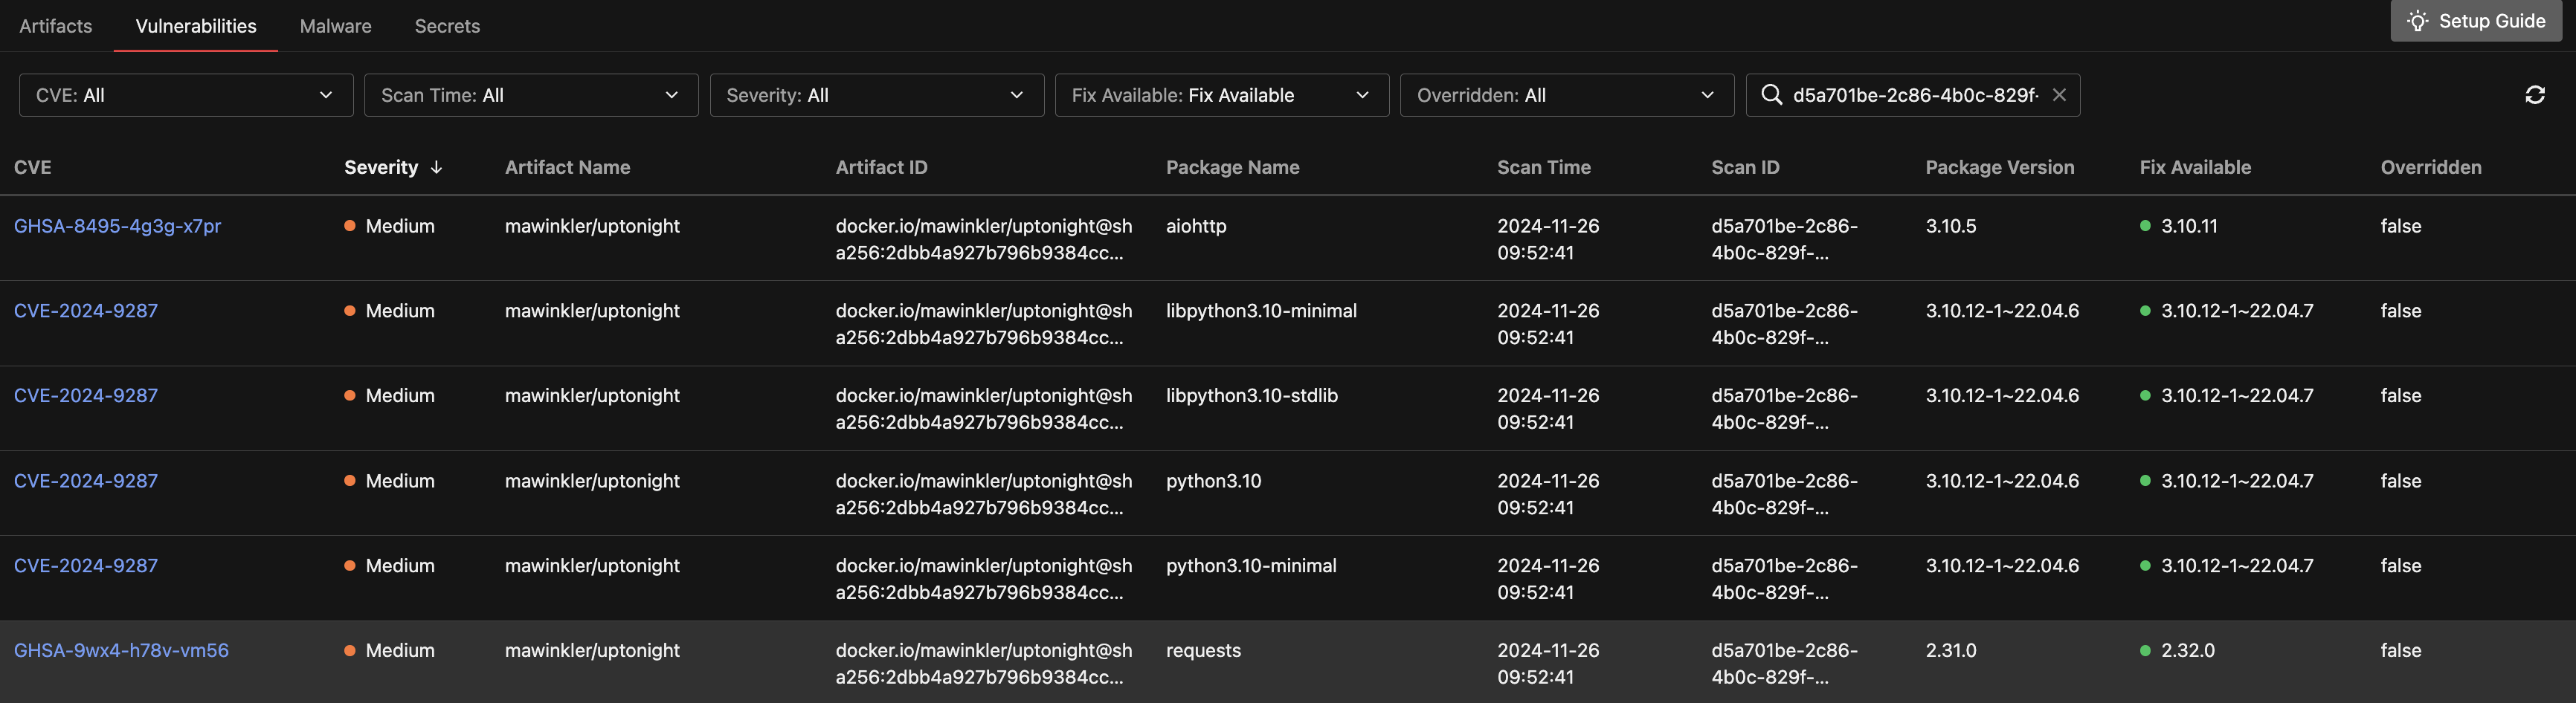 Artifacts Vulnerabilities Malware Secrets Setup Guide
CVE: All Scan Time: All Severity: All Fix Available: Fix Available Overridden: All d5a701be-2c86-4b0c-829f-
CVE Severity ↓ Artifact Name Artifact ID Package Name Scan Time Scan ID Package Version Fix Available Overridden
GHSA-8495-4g3g-x7pr Medium mawinkler/uptonight docker.io/mawinkler/uptonight@sh aiohttp 2024-11-26 d5a701be-2c86- 3.10.5 3.10.11 false
a256:2dbb4a927b796b9384cc... 09:52:41 4b0c-829f-...
CVE-2024-9287 Medium mawinkler/uptonight docker.io/mawinkler/uptonight@sh libpython3.10-minimal 2024-11-26 d5a701be-2c86- 3.10.12-1~22.04.6 3.10.12-1~22.04.7 false
a256:2dbb4a927b796b9384cc... 09:52:41 4b0c-829f-...
CVE-2024-9287 Medium mawinkler/uptonight docker.io/mawinkler/uptonight@sh libpython3.10-stdlib 2024-11-26 d5a701be-2c86- 3.10.12-1~22.04.6 3.10.12-1~22.04.7 false
a256:2dbb4a927b796b9384cc... 09:52:41 4b0c-829f-...
CVE-2024-9287 Medium mawinkler/uptonight docker.io/mawinkler/uptonight@sh python3.10 2024-11-26 d5a701be-2c86- 3.10.12-1~22.04.6 3.10.12-1~22.04.7 false
a256:2dbb4a927b796b9384cc... 09:52:41 4b0c-829f-...
CVE-2024-9287 Medium mawinkler/uptonight docker.io/mawinkler/uptonight@sh python3.10-minimal 2024-11-26 d5a701be-2c86- 3.10.12-1~22.04.6 3.10.12-1~22.04.7 false
a256:2dbb4a927b796b9384cc... 09:52:41 4b0c-829f-...
GHSA-9wx4-h78v-vm56 Medium mawinkler/uptonight docker.io/mawinkler/uptonight@sh requests 2024-11-26 d5a701be-2c86- 2.31.0 2.32.0 false
a256:2dbb4a927b796b9384cc... 09:52:41 4b0c-829f-...